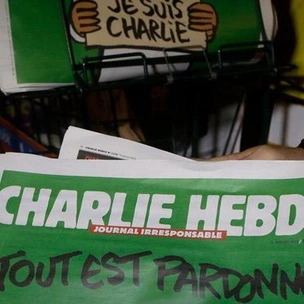 JE SUIS
CHARLIE
CHARLIE HEBD
JOURNAL IRRESPONSABLE
TOUT EST PARDONN